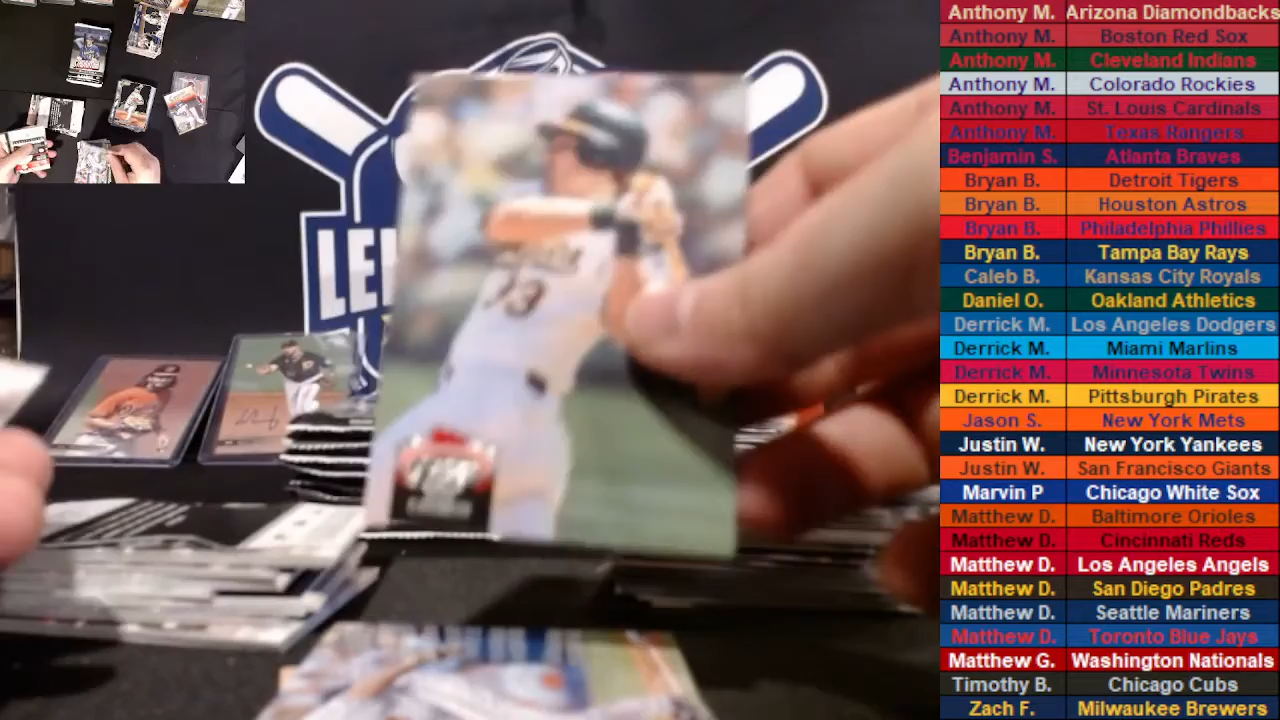 LE
33
Anthony M. Arizona Diamondbacks
Anthony M. Boston Red Sox
Anthony M. Cleveland Indians
Anthony M. Colorado Rockies
Anthony M. St. Louis Cardinals
Anthony M. Texas Rangers
Benjamin S. Atlanta Braves
Bryan B. Detroit Tigers
Bryan B. Houston Astros
Bryan B. Philadelphia Phillies
Bryan B. Tampa Bay Rays
Caleb B. Kansas City Royals
Daniel O. Oakland Athletics
Derrick M. Los Angeles Dodgers
Derrick M. Miami Marlins
Derrick M. Minnesota Twins
Derrick M. Pittsburgh Pirates
Jason S. New York Mets
Justin W. New York Yankees
Justin W. San Francisco Giants
Marvin P Chicago White Sox
Matthew D. Baltimore Orioles
Matthew D. Cincinnati Reds
Matthew D. Los Angeles Angels
Matthew D. San Diego Padres
Matthew D. Seattle Mariners
Matthew D. Toronto Blue Jays
Matthew G. Washington Nationals
Timothy B. Chicago Cubs
Zach F. Milwaukee Brewers